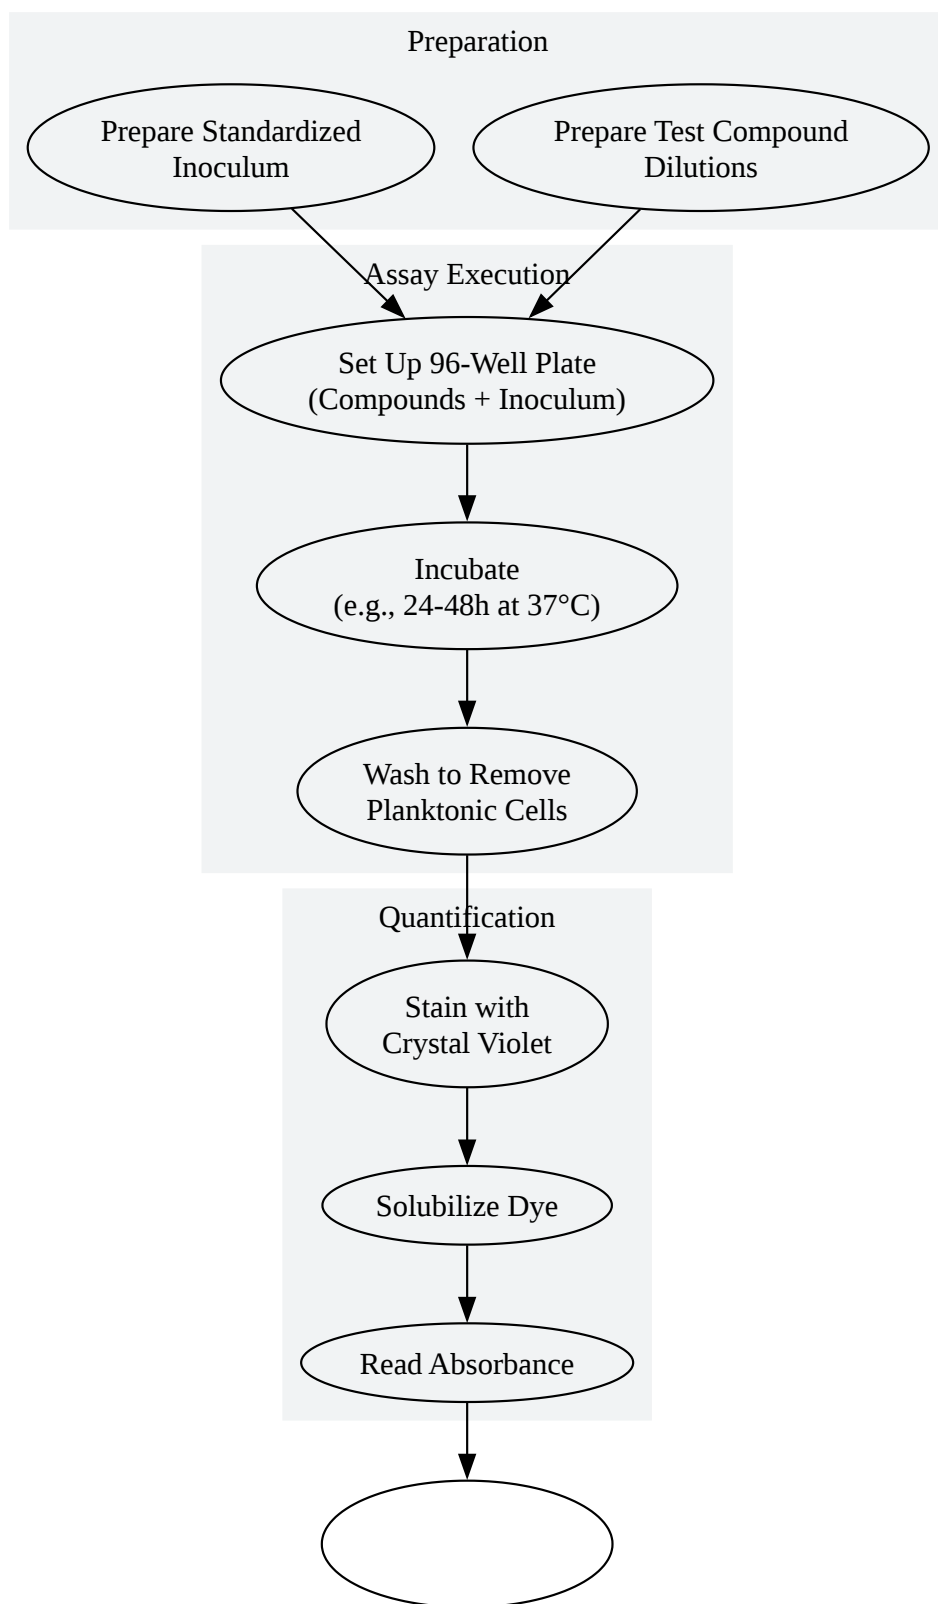 Preparation
Prepare Standardized
Inoculum
Prepare Test Compound
Dilutions
Assay Execution
Set Up 96-Well Plate
(Compounds + Inoculum)
Incubate
(e.g., 24-48h at 37°C)
Wash to Remove
Planktonic Cells
Quantification
Stain with
Crystal Violet
Solubilize Dye
Read Absorbance